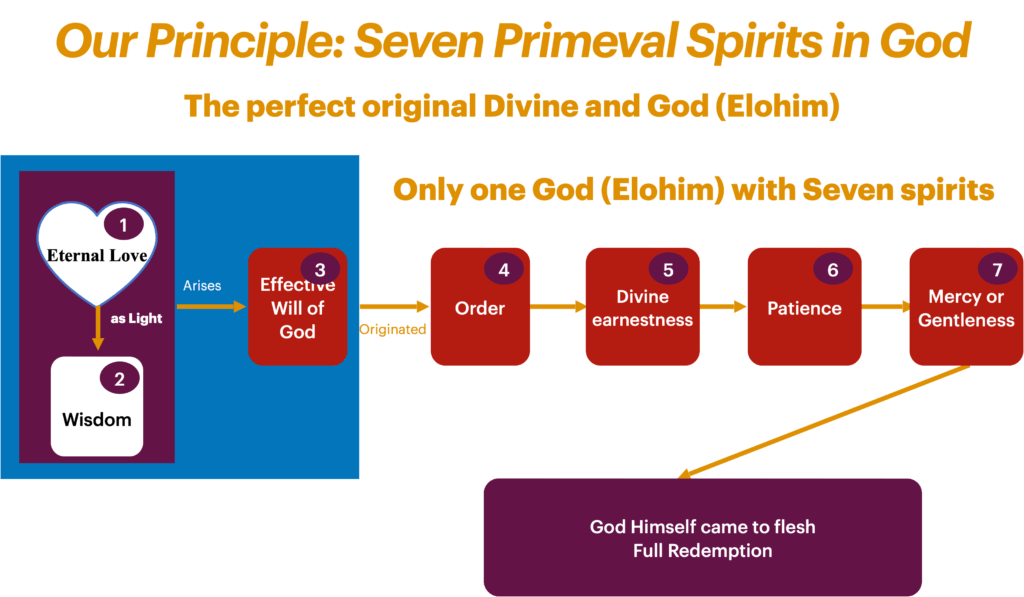 Our Principle: Seven Primeval Spirits in God
The perfect original Divine and God (Elohim)
Only one God (Elohim) with Seven spirits
1
Eternal Love
as Light
2
Wisdom
Arises
3
Effective
Will of
God
Originated
4
Order
5
Divine
earnestness
6
Patience
7
Mercy or
Gentleness
God Himself came to flesh
Full Redemption